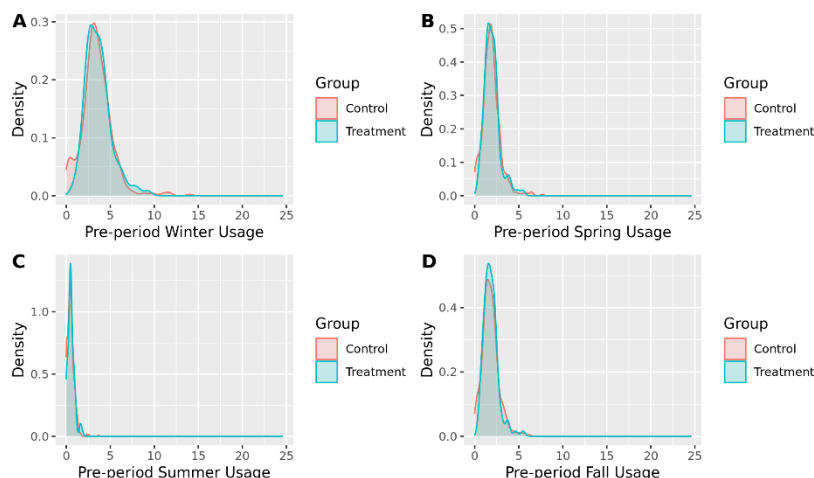 A
0.3
0.2
0.1
0.0
Density
0 5 10 15 20 25
Pre-period Winter Usage
Group
Control
Treatment
B
0.5
0.4
0.3
0.2
0.1
0.0
Density
0 5 10 15 20 25
Pre-period Spring Usage
Group
Control
Treatment
C
1.0
0.5
0.0
Density
0 5 10 15 20 25
Pre-period Summer Usage
Group
Control
Treatment
D
0.4
0.2
0.0
Density
0 5 10 15 20 25
Pre-period Fall Usage
Group
Control
Treatment